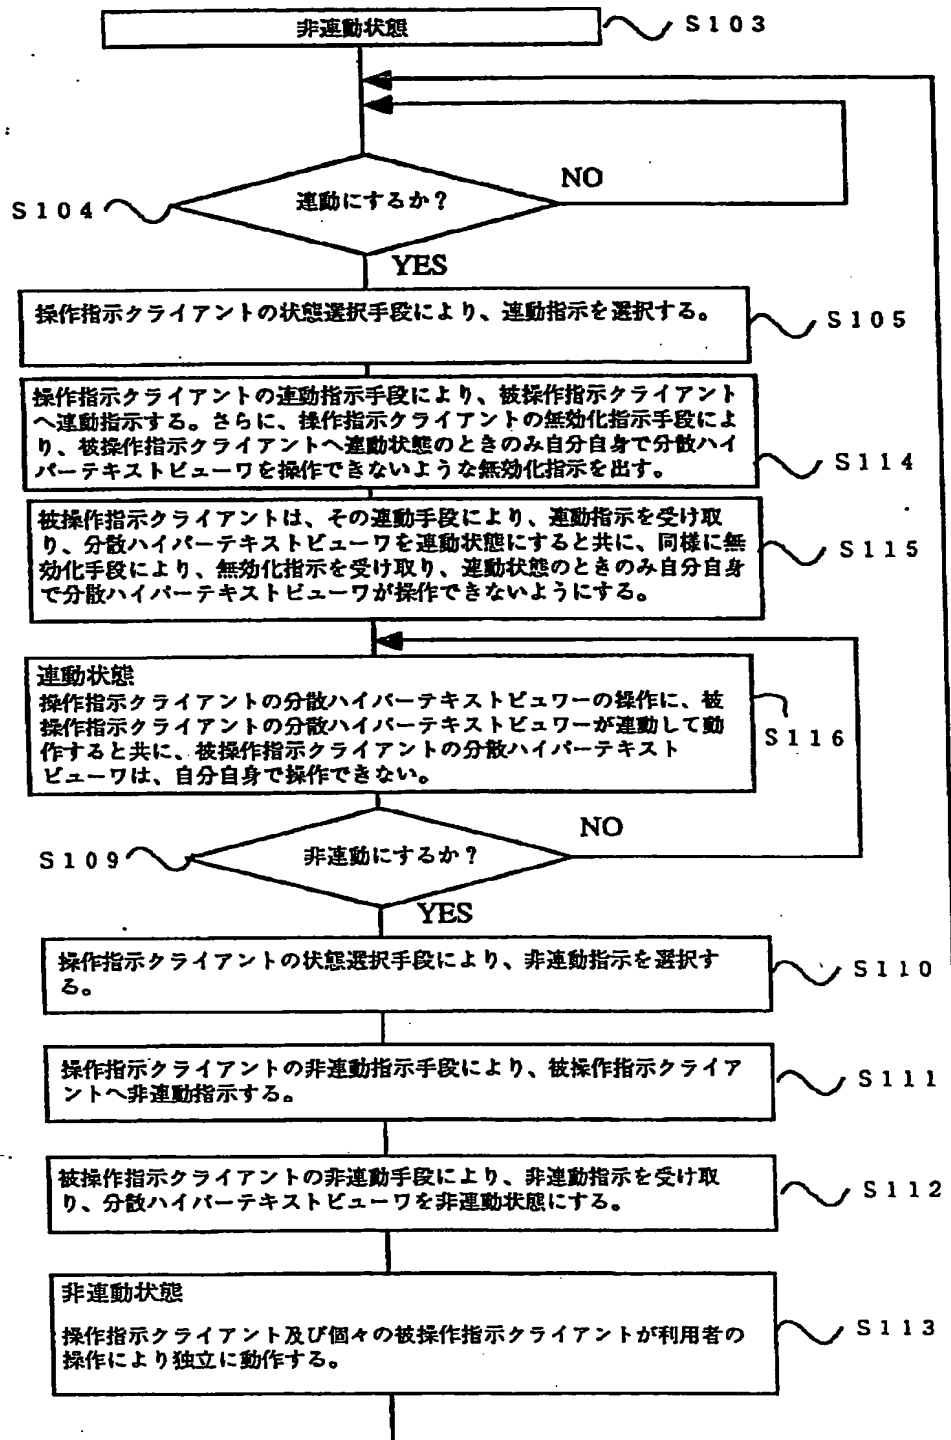 非連動状態
S103
連動にするか？
NO
S104
YES
操作指示クライアントの状態選択手段により、連動指示を選択する。
S105
操作指示クライアントの連動指示手段により、被操作指示クライアント
へ連動指示する。さらに、操作指示クライアントの無効化指示手段によ
り、被操作指示クライアントへ連動状態のときのみ自分自身で分散ハイ
パーテキストビューワを操作できないような無効化指示を出す。
S114
被操作指示クライアントは、その連動手段により、連動指示を受け取
り、分散ハイパーテキストビューワを連動状態にすると共に、同様に無
効化手段により、無効化指示を受け取り、連動状態のときのみ自分自身
で分散ハイパーテキストビューワが操作できないようにする。
S115
連動状態
操作指示クライアントの分散ハイパーテキストビュワーの操作に、被
操作指示クライアントの分散ハイパーテキストビュワーが連動して動
作すると共に、被操作指示クライアントの分散ハイパーテキスト
ビューワは、自分自身で操作できない。
S116
非連動にするか？
NO
S109
YES
操作指示クライアントの状態選択手段により、非連動指示を選択す
る。
S110
操作指示クライアントの非連動指示手段により、被操作指示クライア
ントへ非連動指示する。
S111
被操作指示クライアントの非連動手段により、非連動指示を受け取
り、分散ハイパーテキストビューワを非連動状態にする。
S112
非連動状態
操作指示クライアント及び個々の被操作指示クライアントが利用者の
操作により独立に動作する。
S113